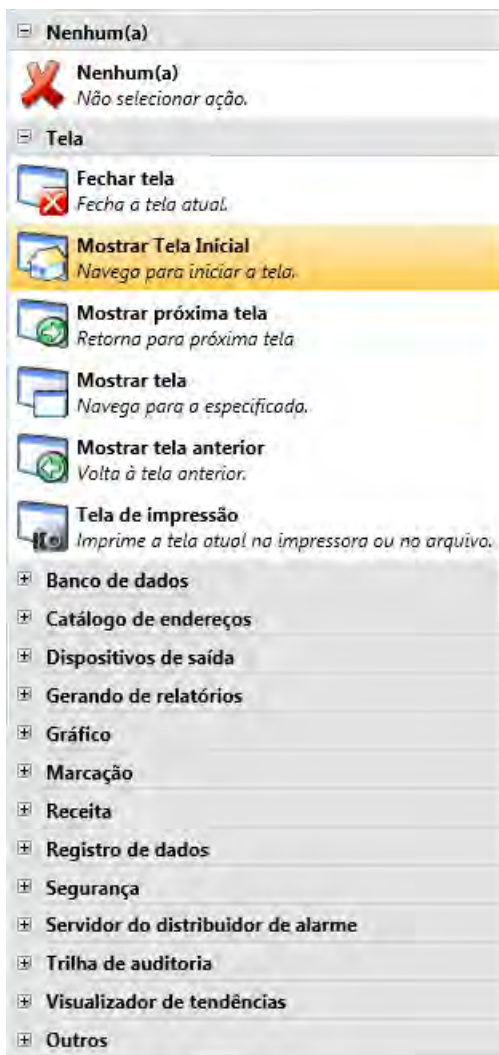 Nenhum(a)
Nenhum(a)
Não selecionar ação.
Tela
Fechar tela
Fecha a tela atual.
Mostrar Tela Inicial
Navega para iniciar a tela.
Mostrar próxima tela
Retorna para próxima tela
Mostrar tela
Navega para a especificada.
Mostrar tela anterior
Volta à tela anterior.
Tela de impressão
Imprime a tela atual na impressora ou no arquivo.
Banco de dados
Catálogo de endereços
Dispositivos de saída
Gerando de relatórios
Gráfico
Marcação
Receita
Registro de dados
Segurança
Servidor do distribuidor de alarme
Trilha de auditoria
Visualizador de tendências
Outros